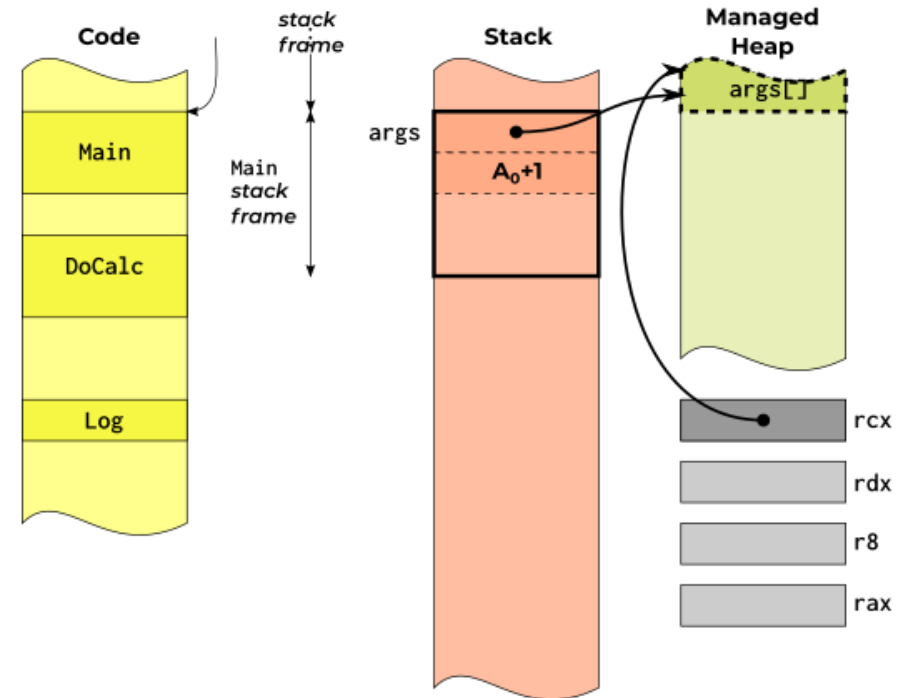 Code
stack
frame
Stack
Managed
Heap
args[]
args
Main
A₀+1
Main
stack
frame
DoCalc
Log
rcx
rdx
r8
rax